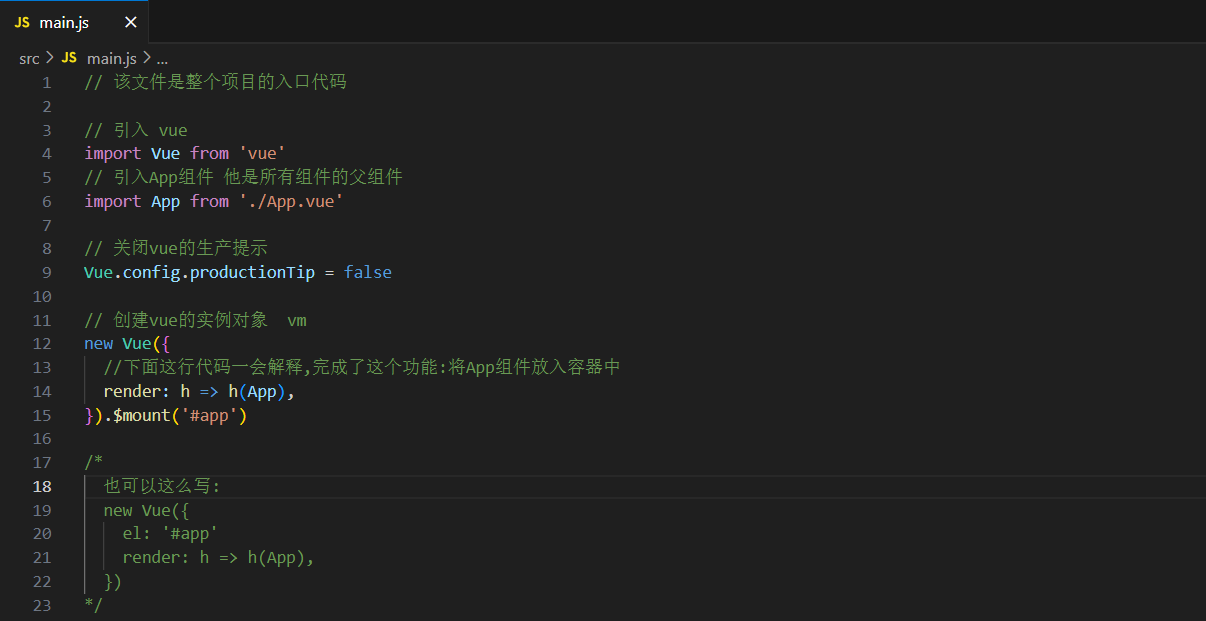 JS main.js ×
src > JS main.js > ...
1 // 该文件是整个项目的入口代码
2
3 // 引入 vue
4 import Vue from 'vue'
5 // 引入App组件 他是所有组件的父组件
6 import App from './App.vue'
7
8 // 关闭vue的生产提示
9 Vue.config.productionTip = false
10
11 // 创建vue的实例对象  vm
12 new Vue({
13   //下面这行代码一会解释,完成了这个功能:将App组件放入容器中
14   render: h => h(App),
15 }).$mount('#app')
16
17 /*
18   也可以这么写:
19   new Vue({
20     el: '#app'
21     render: h => h(App),
22   })
23 */